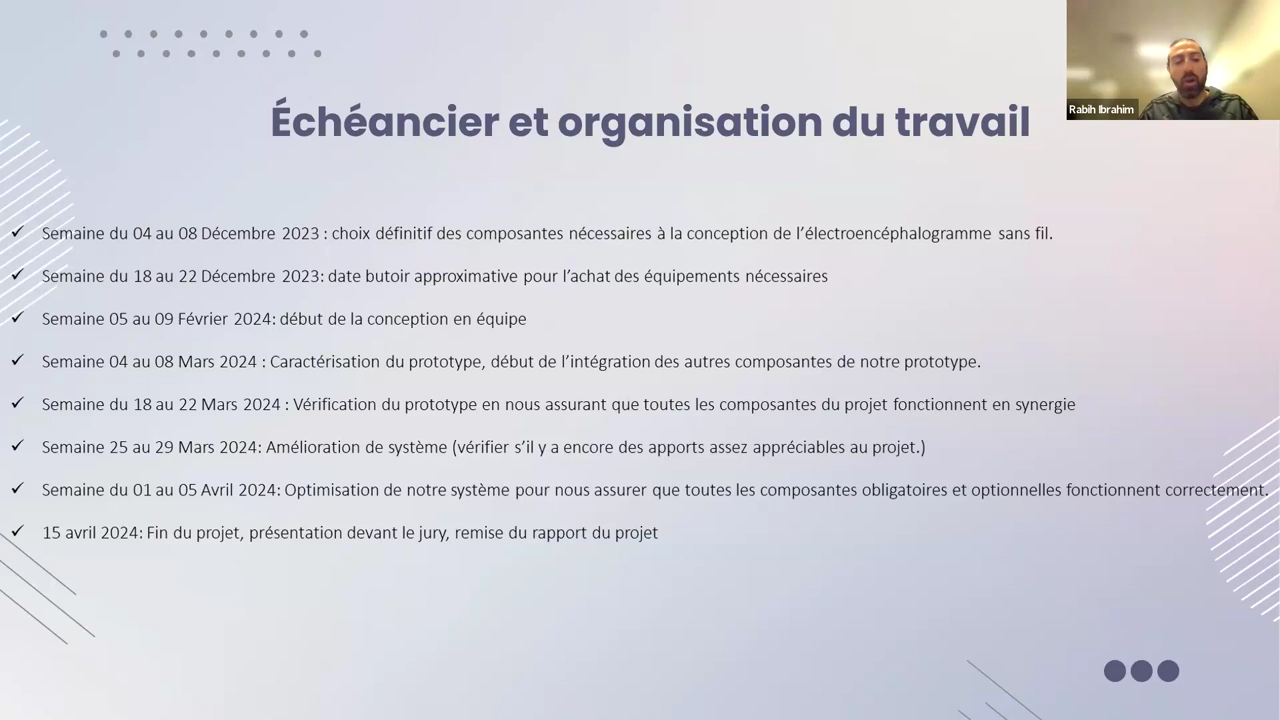 Échéancier et organisation du travail
Rabih Ibrahim
Semaine du 04 au 08 Décembre 2023 : choix définitif des composantes nécessaires à la conception de l’électroencéphalogramme sans fil.
Semaine du 18 au 22 Décembre 2023: date butoir approximative pour l’achat des équipements nécessaires
Semaine 05 au 09 Février 2024: début de la conception en équipe
Semaine 04 au 08 Mars 2024 : Caractérisation du prototype, début de l’intégration des autres composantes de notre prototype.
Semaine du 18 au 22 Mars 2024 : Vérification du prototype en nous assurant que toutes les composantes du projet fonctionnent en synergie
Semaine 25 au 29 Mars 2024: Amélioration de système (vérifier s’il y a encore des apports assez appréciables au projet.)
Semaine du 01 au 05 Avril 2024: Optimisation de notre système pour nous assurer que toutes les composantes obligatoires et optionnelles fonctionnent correctement.
15 avril 2024: Fin du projet, présentation devant le jury, remise du rapport du projet